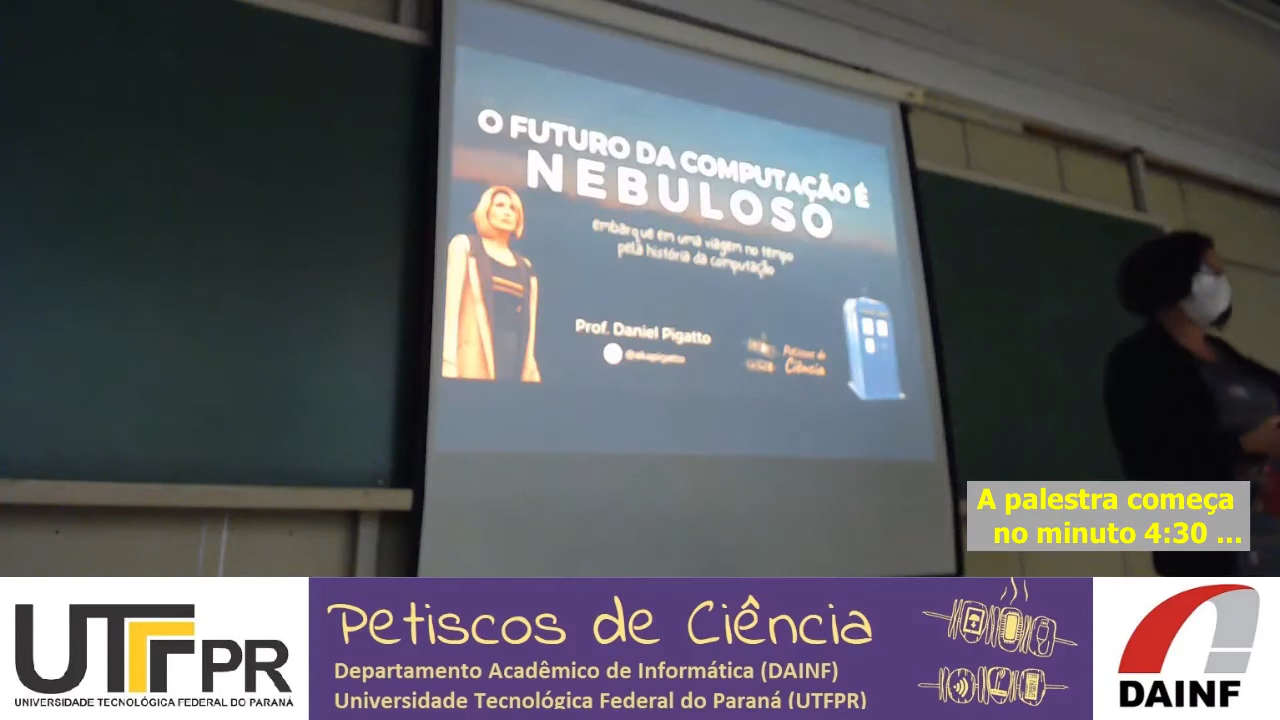 O FUTURO DA COMPUTAÇÃO É
NEBULOSO
embarque em uma viagem no tempo
pela história da computação
Prof. Daniel Pigatto
Petiscos de
Ciência
A palestra começa
no minuto 4:30 ...
UTFPR
UNIVERSIDADE TECNOLÓGICA FEDERAL DO PARANÁ
Petiscos de Ciência
Departamento Acadêmico de Informática (DAINF)
Universidade Tecnológica Federal do Paraná (UTFPR)
DAINF